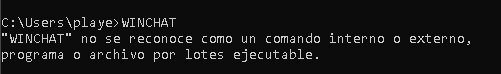 C:\Users\playe>WINCHAT
"WINCHAT" no se reconoce como un comando interno o externo,
programa o archivo por lotes ejecutable.